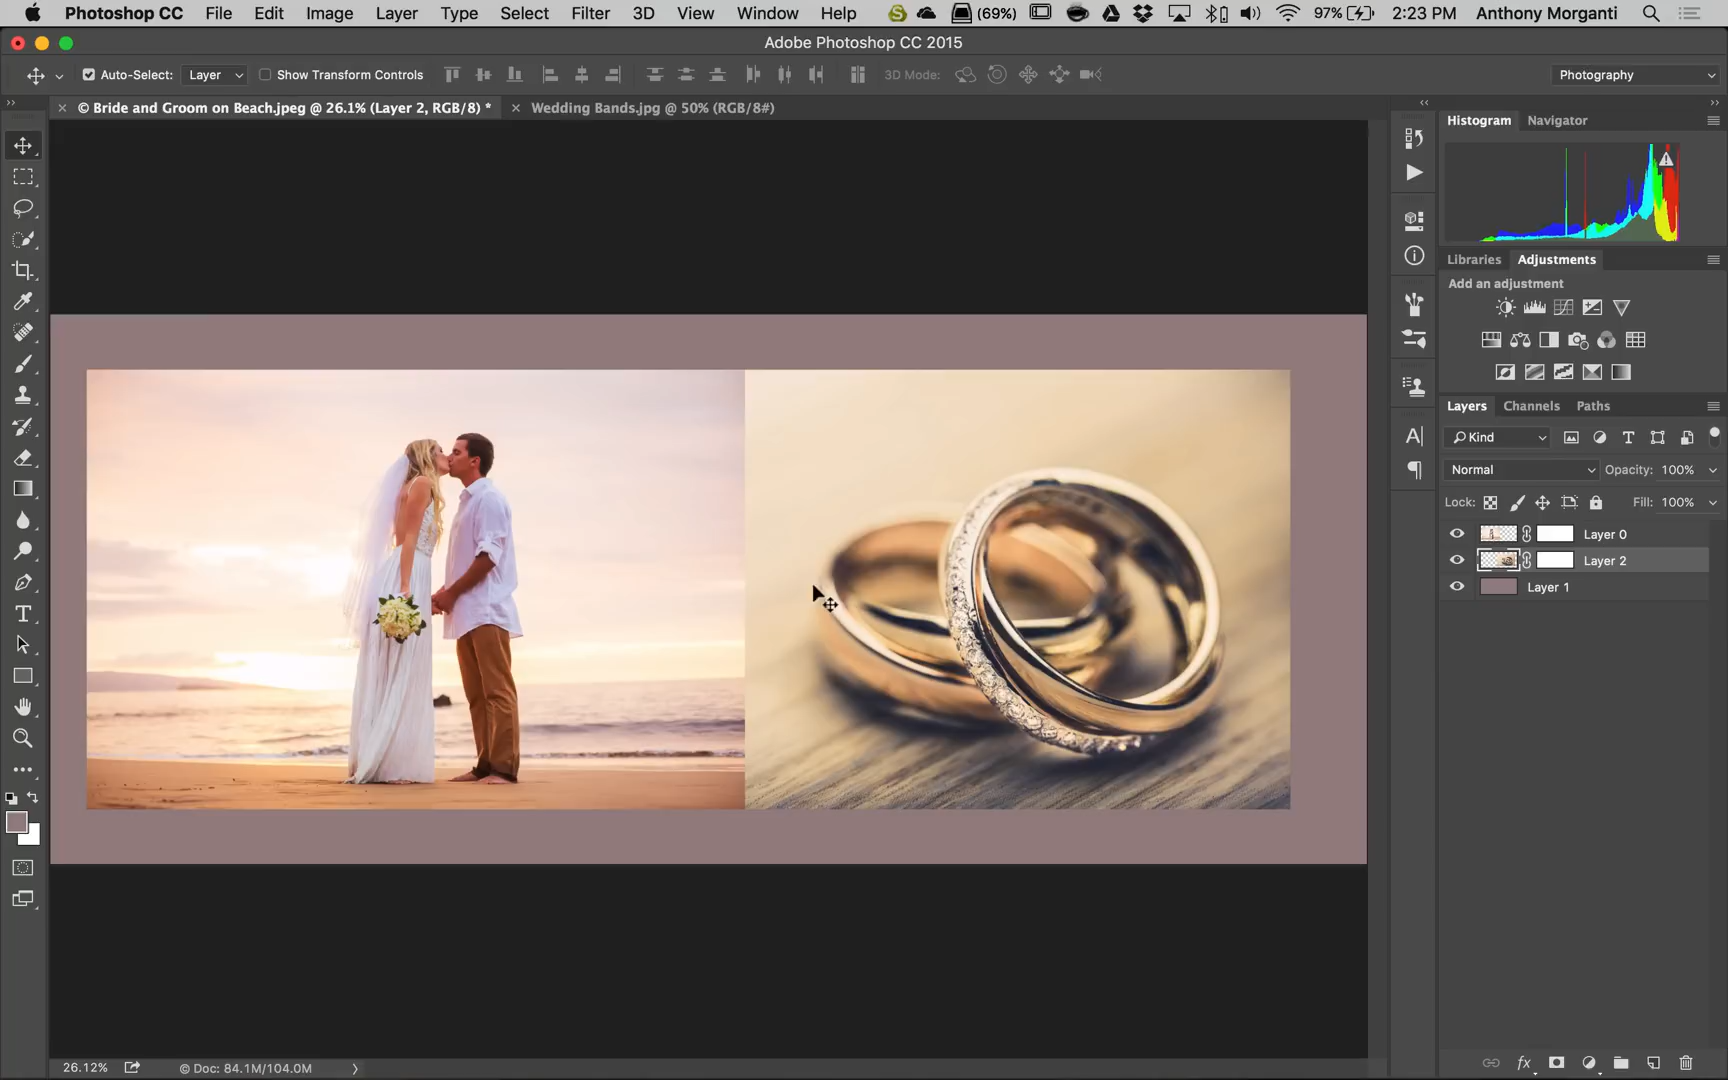 Photoshop CC File Edit Image Layer Type Select Filter 3D View Window Help (69%) 97% 2:23 PM Anthony Morganti
Adobe Photoshop CC 2015
Auto-Select: Layer Show Transform Controls 3D Mode: Photography
© Bride and Groom on Beach.jpeg @ 26.1% (Layer 2, RGB/8) * Wedding Bands.jpg @ 50% (RGB/8#)
Histogram Navigator
Libraries Adjustments
Add an adjustment
Layers Channels Paths
Kind
Normal Opacity: 100%
Lock: Fill: 100%
Layer 0
Layer 2
Layer 1
26.12% © Doc: 84.1M/104.0M